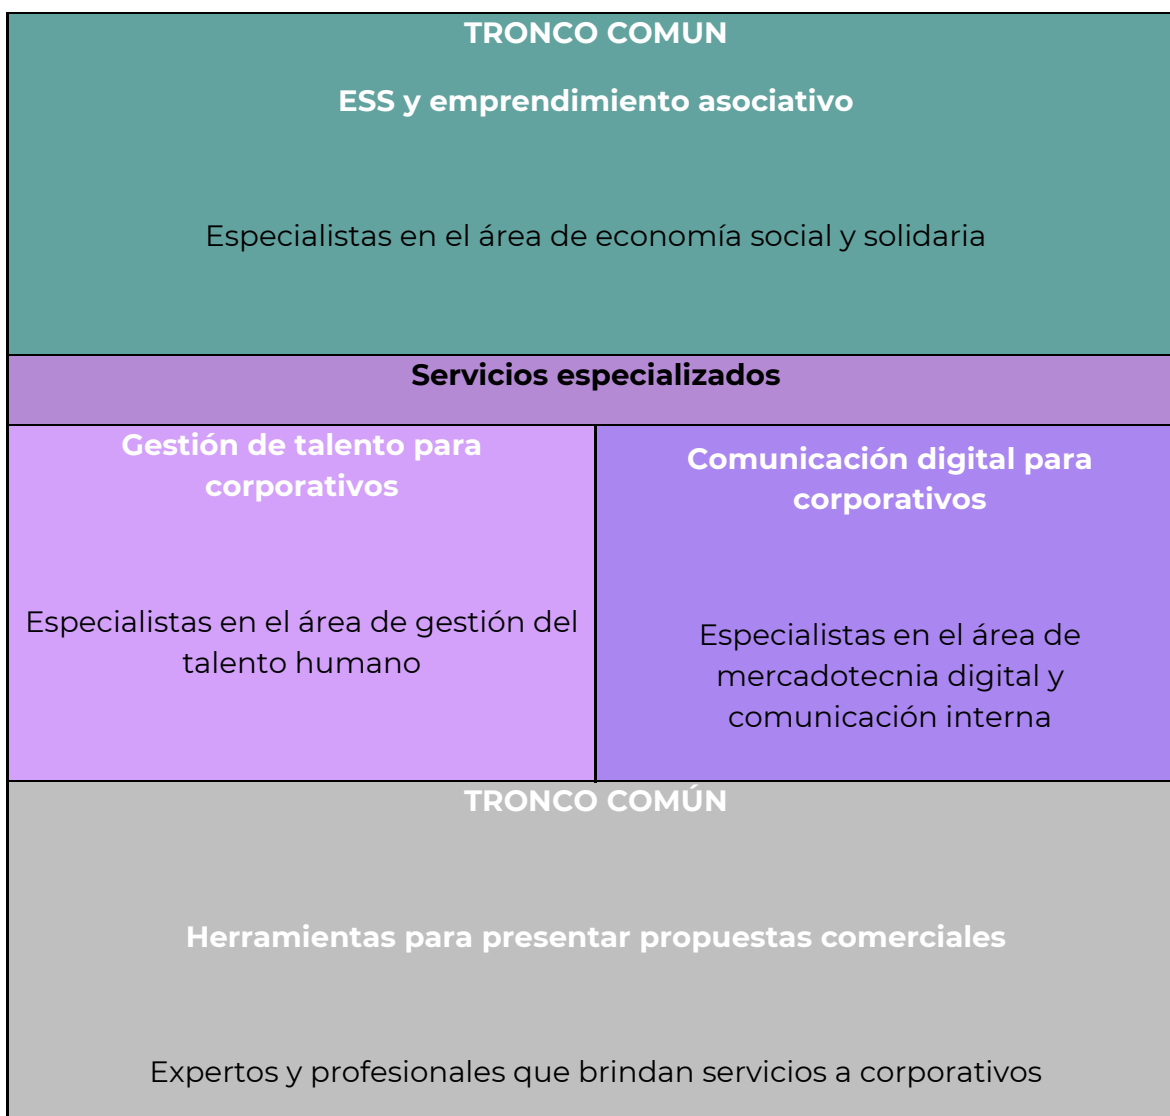 TRONCO COMUN
ESS y emprendimiento asociativo
Especialistas en el área de economía social y solidaria
Servicios especializados
Gestión de talento para
corporativos
Especialistas en el área de gestión del
talento humano
Comunicación digital para
corporativos
Especialistas en el área de
mercadotecnia digital y
comunicación interna
TRONCO COMÚN
Herramientas para presentar propuestas comerciales
Expertos y profesionales que brindan servicios a corporativos